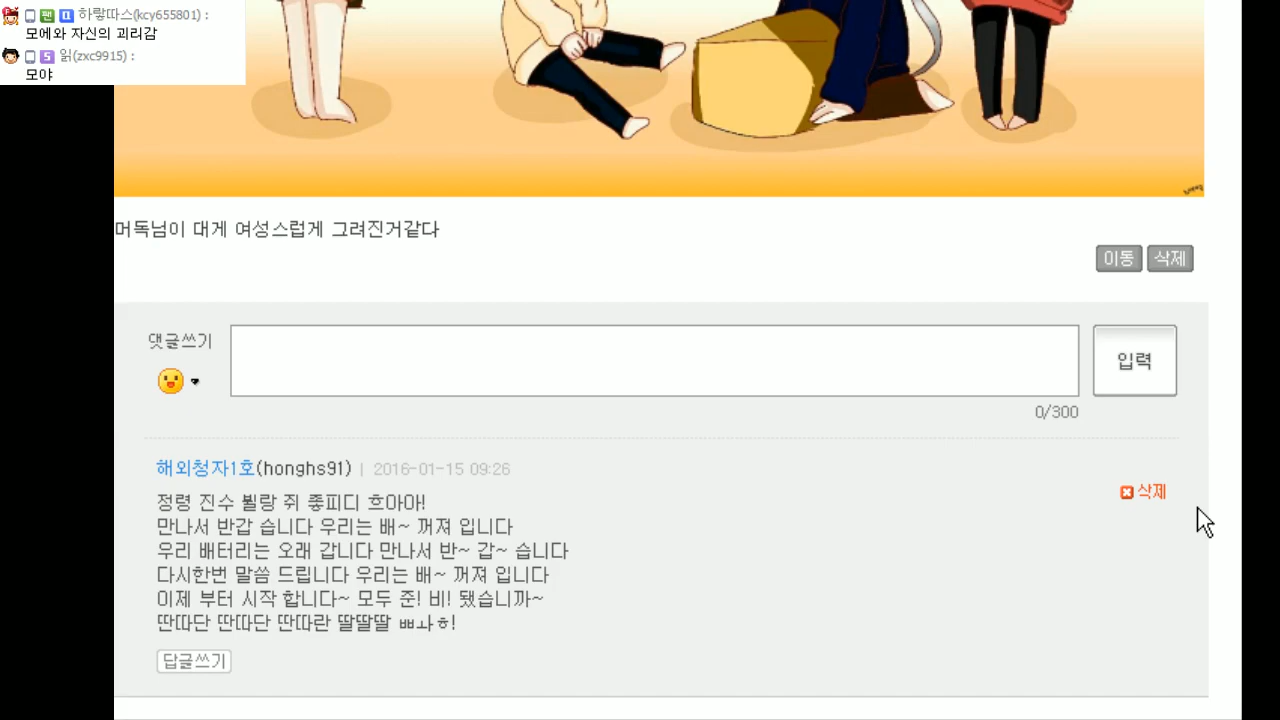 팬 하랗따스(kcy655801) :
모에와 자신의 괴리감
S 읽(zxc9915) :
모야
머독님이 대게 여성스럽게 그려진거같다
이동 삭제
댓글쓰기
입력
0/300
해외청자1호(honghs91) | 2016-01-15 09:26
삭제
정령 진수 뷀랑 쥐 좋피디 흐아아!
만나서 반갑 습니다 우리는 배~ 꺼져 입니다
우리 배터리는 오래 갑니다 만나서 반~ 갑~ 습니다
다시한번 말씀 드립니다 우리는 배~ 꺼져 입니다
이제 부터 시작 합니다~ 모두 준! 비! 됐습니까~
딴따단 딴따단 딴따란 딸딸딸 ㅃㅘㅎ!
답글쓰기